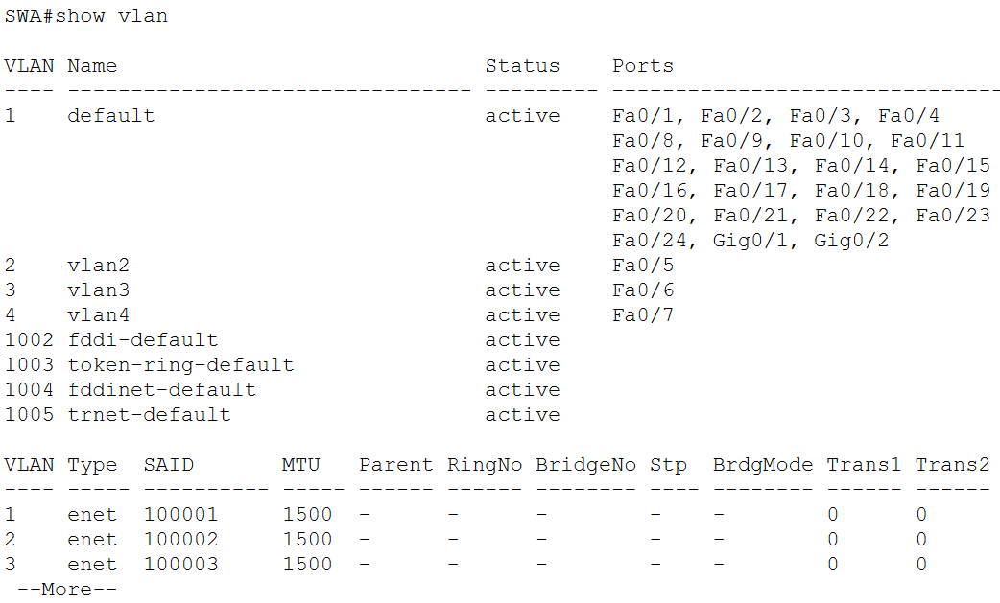 SWA#show vlan

VLAN Name                             Status    Ports
---- -------------------------------- --------- -------------------------------
1    default                          active    Fa0/1, Fa0/2, Fa0/3, Fa0/4
                                                Fa0/8, Fa0/9, Fa0/10, Fa0/11
                                                Fa0/12, Fa0/13, Fa0/14, Fa0/15
                                                Fa0/16, Fa0/17, Fa0/18, Fa0/19
                                                Fa0/20, Fa0/21, Fa0/22, Fa0/23
                                                Fa0/24, Gig0/1, Gig0/2
2    vlan2                            active    Fa0/5
3    vlan3                            active    Fa0/6
4    vlan4                            active    Fa0/7
1002 fddi-default                     active
1003 token-ring-default               active
1004 fddinet-default                  active
1005 trnet-default                    active

VLAN Type  SAID       MTU   Parent RingNo BridgeNo Stp  BrdgMode Trans1 Trans2
---- ----- ---------- ----- ------ ------ -------- ---- -------- ------ ------
1    enet  100001     1500  -      -      -        -    -        0      0
2    enet  100002     1500  -      -      -        -    -        0      0
3    enet  100003     1500  -      -      -        -    -        0      0
 --More--